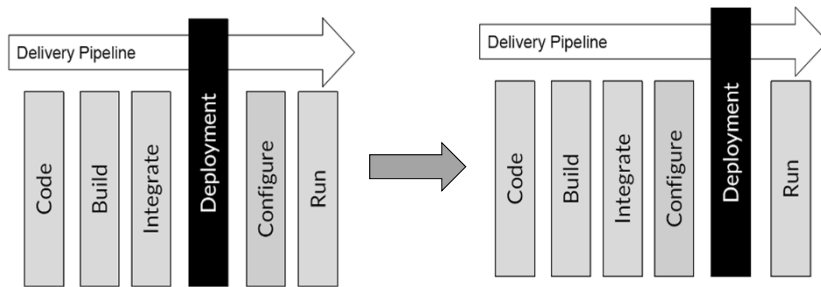 Delivery Pipeline
Code
Build
Integrate
Deployment
Configure
Run
Delivery Pipeline
Code
Build
Integrate
Configure
Deployment
Run